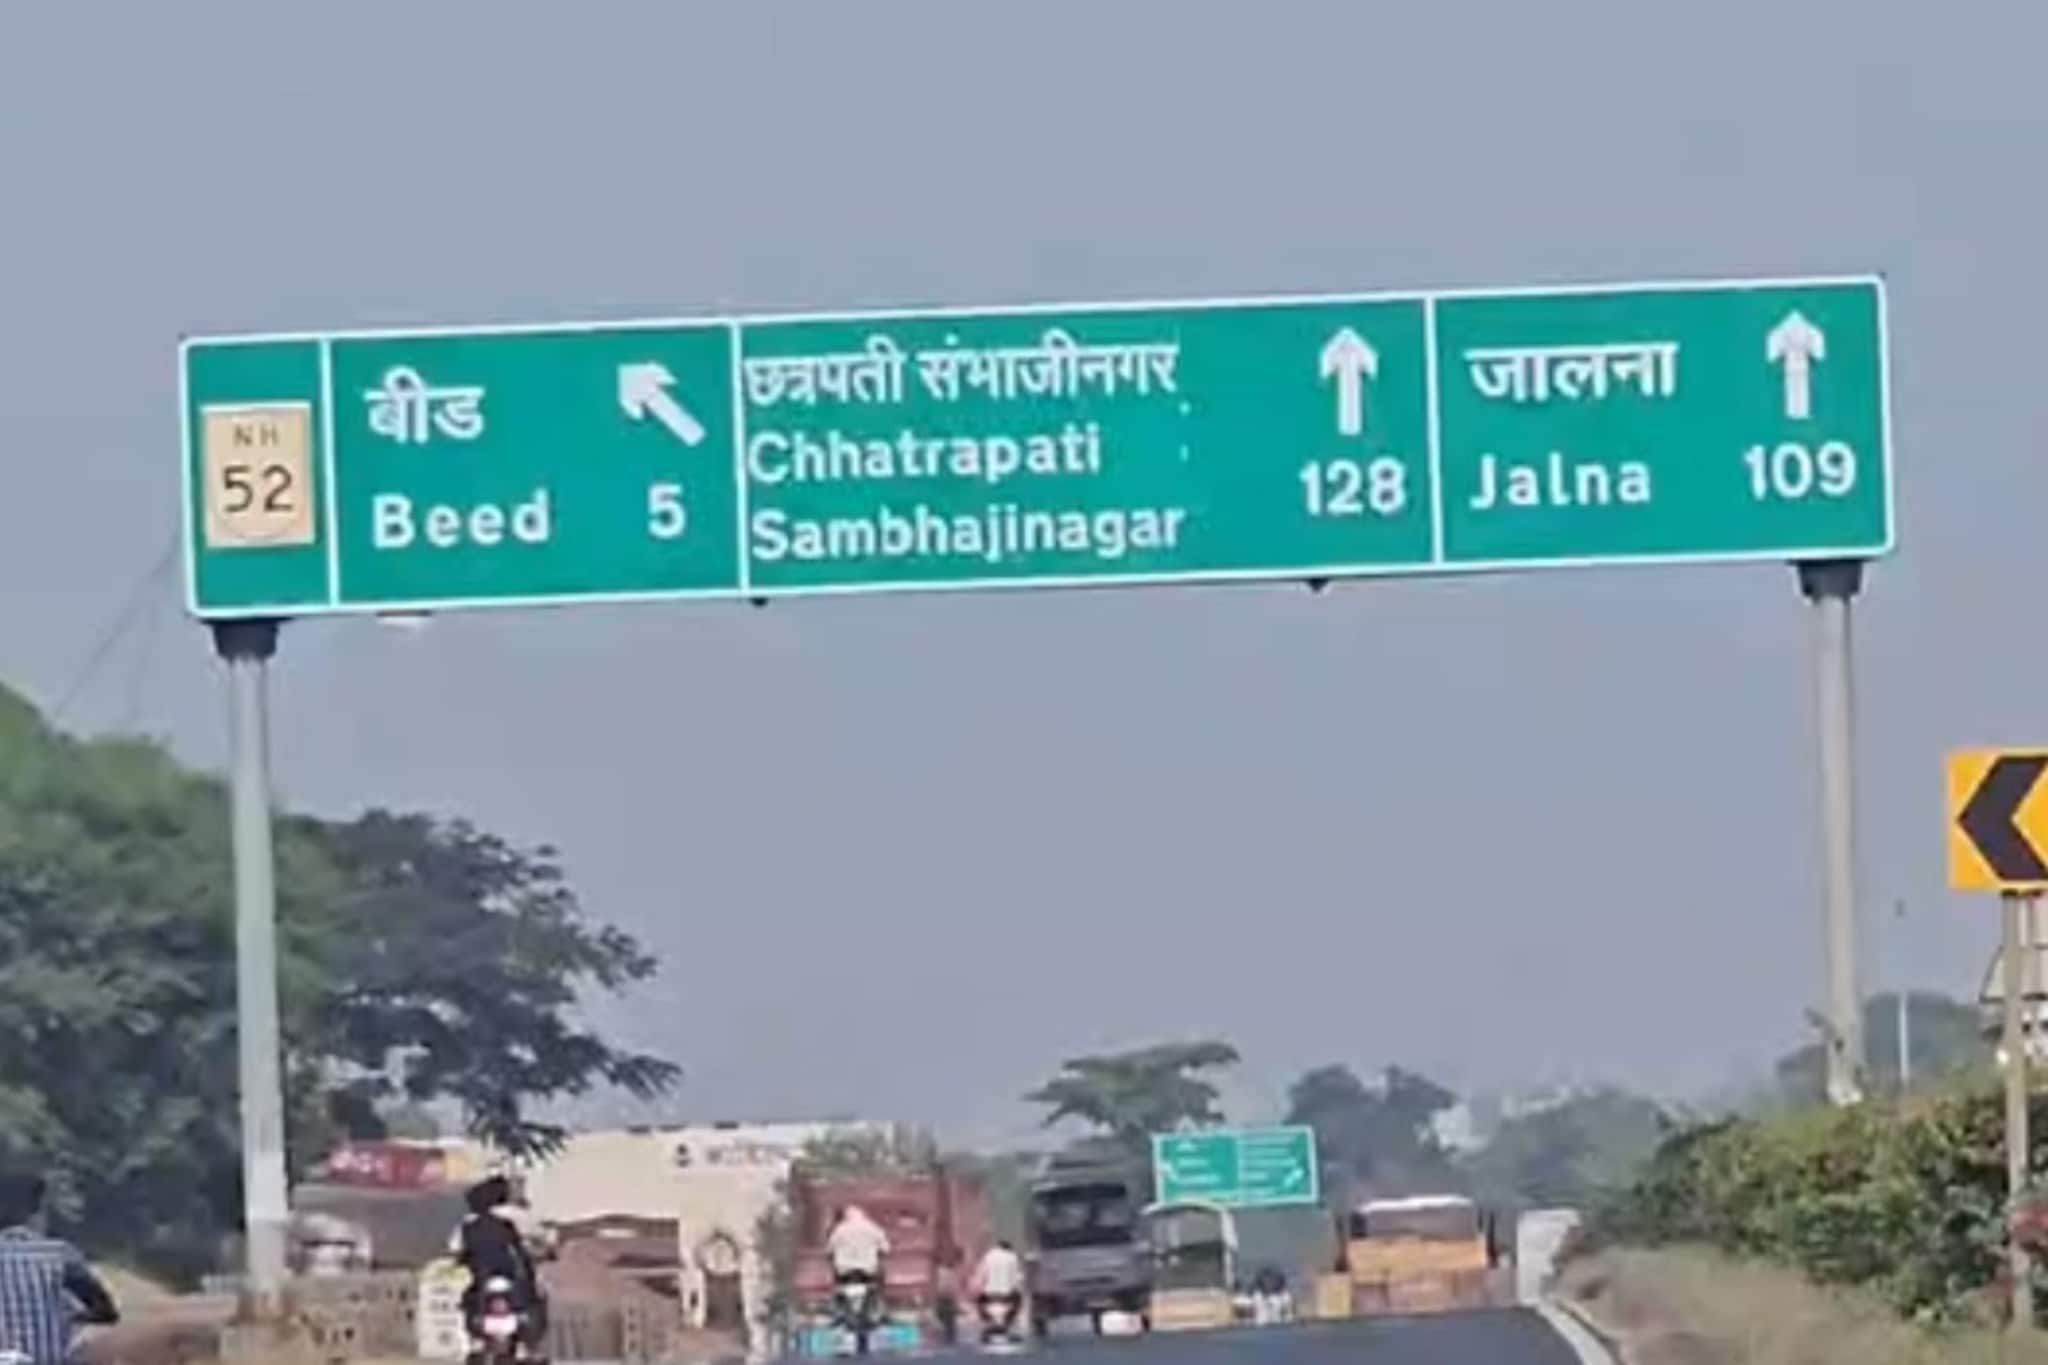 NH
52
बीड
Beed 5
छत्रपती संभाजीनगर
Chhatrapati
Sambhajinagar 128
जालना
Jalna 109